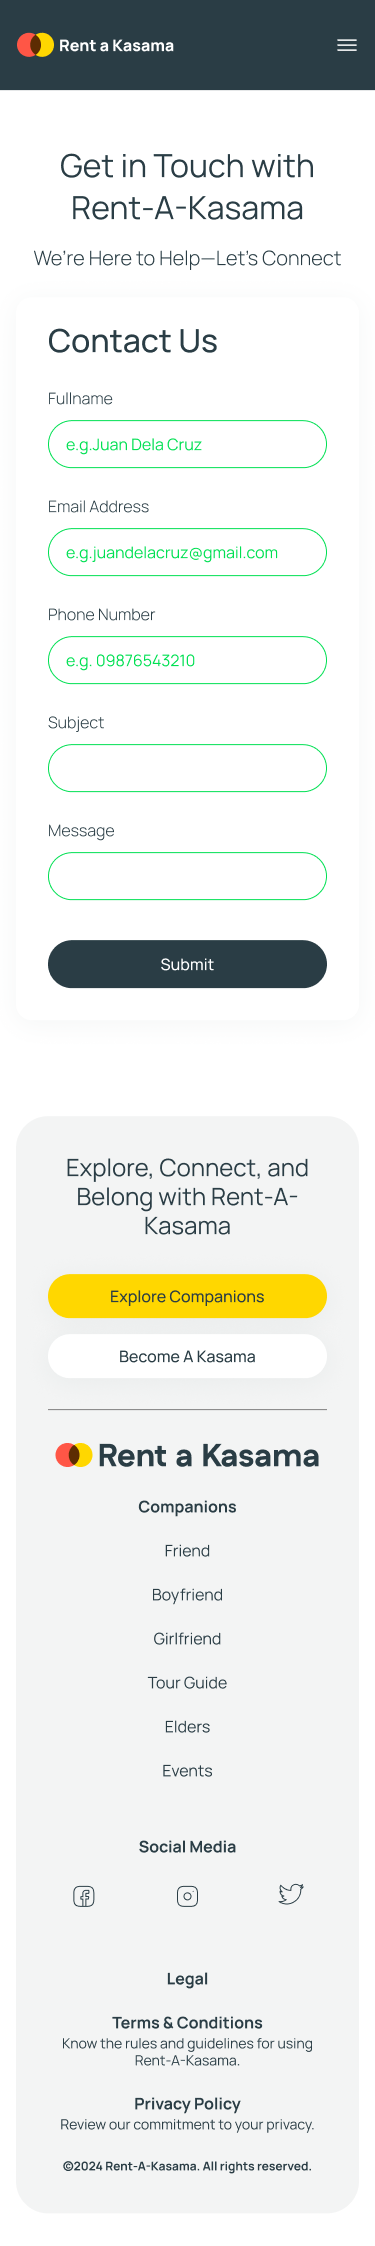 Rent a Kasama
Get in Touch with
Rent-A-Kasama
We're Here to Help—Let's Connect
Contact Us
Fullname
e.g.Juan Dela Cruz
Email Address
e.g.juandelacruz@gmail.com
Phone Number
e.g. 09876543210
Subject
Message
Submit
Explore, Connect, and
Belong with Rent-A-
Kasama
Explore Companions
Become A Kasama
Rent a Kasama
Companions
Friend
Boyfriend
Girlfriend
Tour Guide
Elders
Events
Social Media
Legal
Terms & Conditions
Know the rules and guidelines for using
Rent-A-Kasama.
Privacy Policy
Review our commitment to your privacy.
©2024 Rent-A-Kasama. All rights reserved.